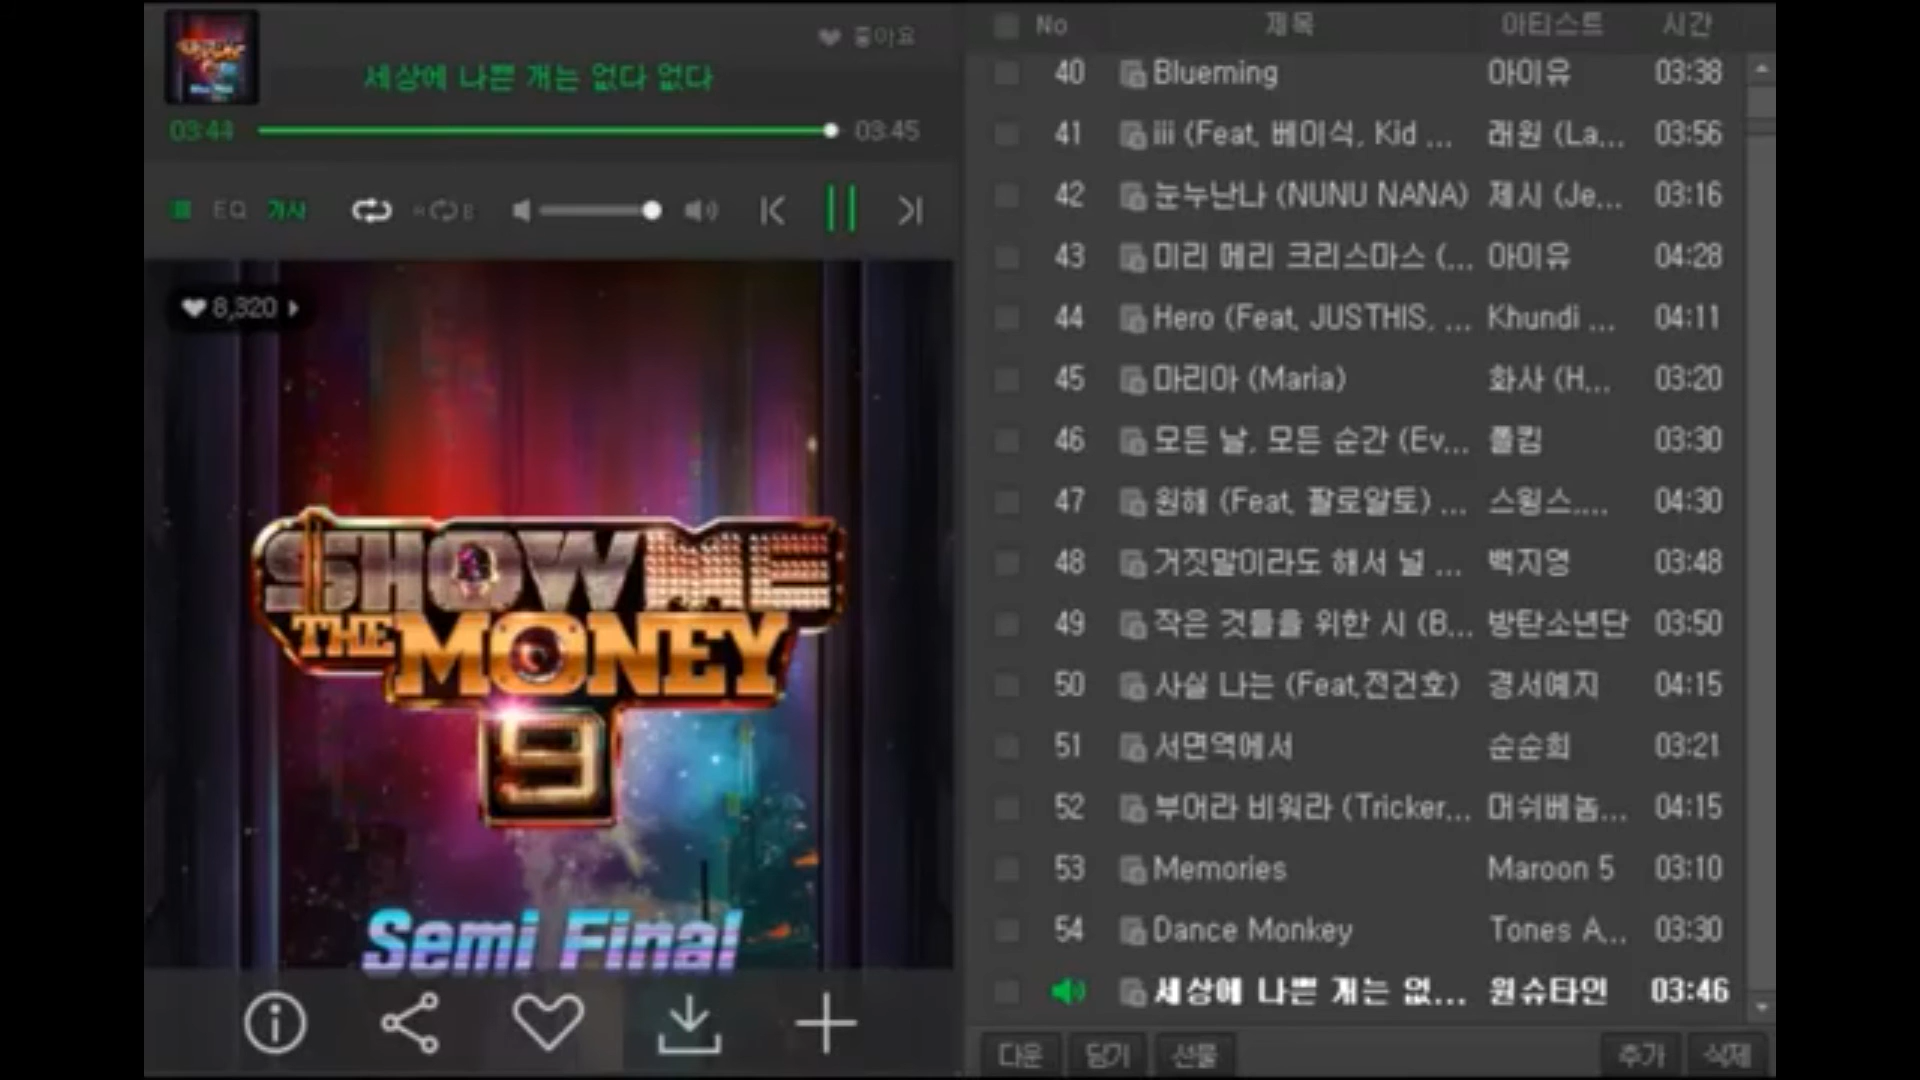 좋아요
세상에 나쁜 개는 없다 없다
03:44 03:45
EQ 가사 A B
8,320
SHOW ME
THE MONEY
9
Semi Final
No 제목 아티스트 시간
40 Blueming 아이유 03:38
41 iii (Feat. 베이식, Kid ... 래원 (La... 03:56
42 눈누난나 (NUNU NANA) 제시 (Je... 03:16
43 미리 메리 크리스마스 (... 아이유 04:28
44 Hero (Feat. JUSTHIS, ... Khundi ... 04:11
45 마리아 (Maria) 화사 (H... 03:20
46 모든 날, 모든 순간 (Ev... 폴킴 03:30
47 원해 (Feat. 팔로알토) ... 스윙스.... 04:30
48 거짓말이라도 해서 널 ... 백지영 03:48
49 작은 것들을 위한 시 (B... 방탄소년단 03:50
50 사실 나는 (Feat.전건호) 경서예지 04:15
51 서면역에서 순순희 03:21
52 부어라 비워라 (Tricker... 머쉬베놈... 04:15
53 Memories Maroon 5 03:10
54 Dance Monkey Tones A... 03:30
세상에 나쁜 개는 없... 원슈타인 03:46
다운 담기 선물 추가 삭제